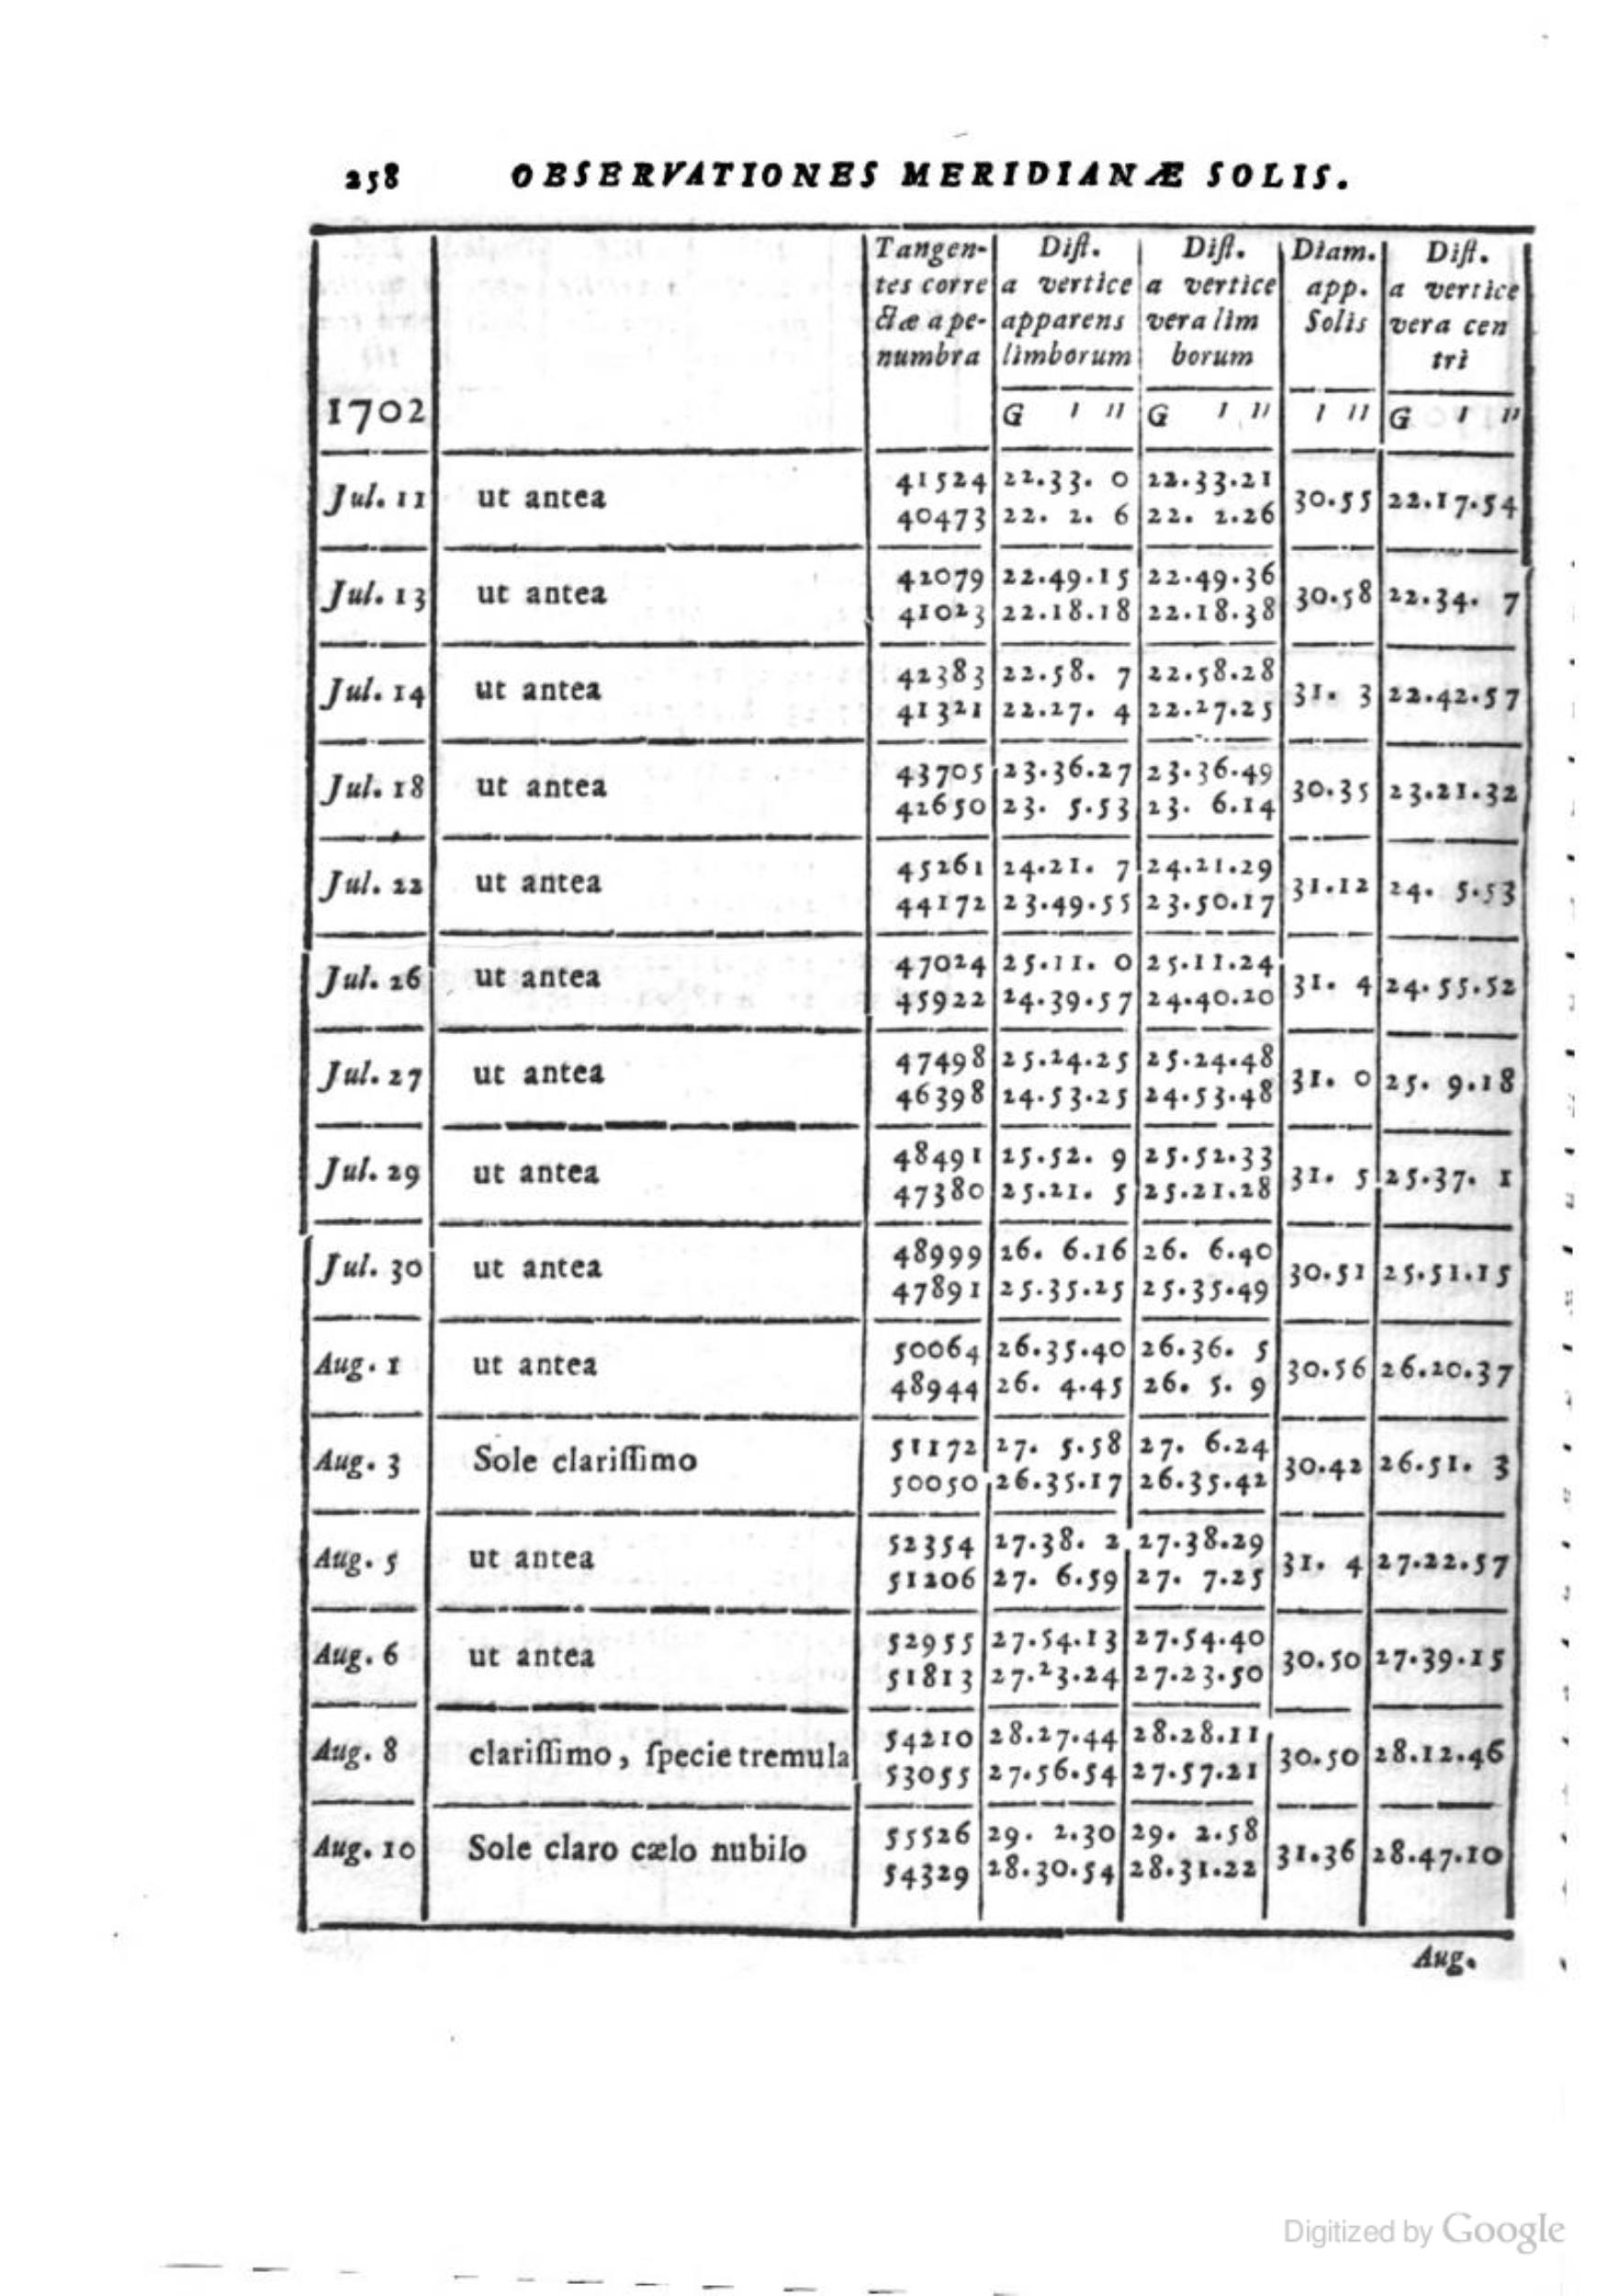 258 OBSERVATIONES MERIDIANÆ SOLIS.
Tangen- Diſt. Diſt. Diam. Diſt.
tes corre a vertice a vertice app. a vertice
ctæ a pe- apparens vera lim Solis vera cen
numbra limborum borum tri
1702 G ı ıı G ı ıı ı ıı G ı ıı
41524 22.33. 0 22.33.21
Jul. 11 ut antea 30.55 22.17.54
40473 22. 2. 6 22. 2.26
42079 22.49.15 22.49.36
Jul. 13 ut antea 30.58 22.34. 7
41023 22.18.18 22.18.38
42383 22.58. 7 22.58.28
Jul. 14 ut antea 31. 3 22.42.57
41321 22.27. 4 22.27.25
43705 23.36.27 23.36.49
Jul. 18 ut antea 30.35 23.21.32
42650 23. 5.53 23. 6.14
45261 24.21. 7 24.21.29
Jul. 22 ut antea 31.12 24. 5.53
44172 23.49.55 23.50.17
47024 25.11. 0 25.11.24
Jul. 26 ut antea 31. 4 24.55.52
45922 24.39.57 24.40.20
47498 25.24.25 25.24.48
Jul. 27 ut antea 31. 0 25. 9.18
46398 24.53.25 24.53.48
48491 25.52. 9 25.52.33
Jul. 29 ut antea 31. 5 25.37. 1
47380 25.21. 5 25.21.28
48999 26. 6.16 26. 6.40
Jul. 30 ut antea 30.51 25.51.15
47891 25.35.25 25.35.49
50064 26.35.40 26.36. 5
Aug. 1 ut antea 30.56 26.20.37
48944 26. 4.45 26. 5. 9
51172 27. 5.58 27. 6.24
Aug. 3 Sole clariſſimo 30.42 26.51. 3
50050 26.35.17 26.35.42
52354 27.38. 2 27.38.29
Aug. 5 ut antea 31. 4 27.22.57
51206 27. 6.59 27. 7.25
52955 27.54.13 27.54.40
Aug. 6 ut antea 30.50 27.39.15
51813 27.23.24 27.23.50
54210 28.27.44 28.28.11
Aug. 8 clariſſimo, ſpecie tremula 30.50 28.12.46
53055 27.56.54 27.57.21
55526 29. 2.30 29. 2.58
Aug. 10 Sole claro cælo nubilo 31.36 28.47.10
54329 28.30.54 28.31.22
Aug.
Digitized by Google